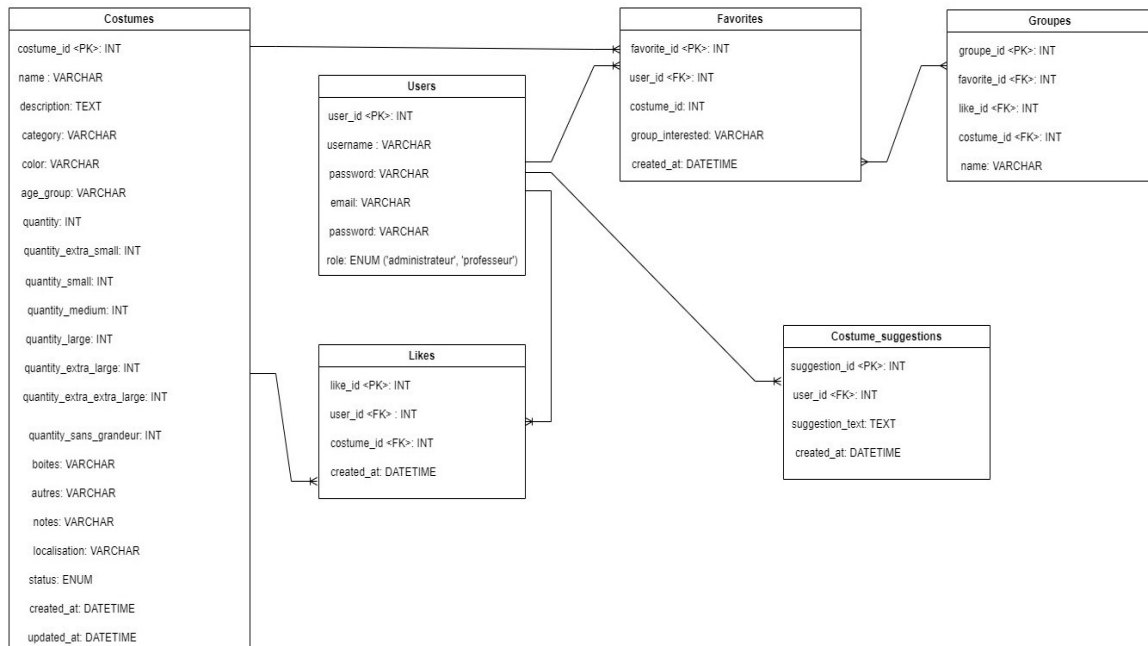 Costumes
costume_id <PK>: INT
name : VARCHAR
description: TEXT
category: VARCHAR
color: VARCHAR
age_group: VARCHAR
quantity: INT
quantity_extra_small: INT
quantity_small: INT
quantity_medium: INT
quantity_large: INT
quantity_extra_large: INT
quantity_extra_extra_large: INT
quantity_sans_grandeur: INT
boites: VARCHAR
autres: VARCHAR
notes: VARCHAR
localisation: VARCHAR
status: ENUM
created_at: DATETIME
updated_at: DATETIME
Users
user_id <PK>: INT
username : VARCHAR
password: VARCHAR
email: VARCHAR
password: VARCHAR
role: ENUM ('administrateur', 'professeur')
Likes
like_id <PK>: INT
user_id <FK> : INT
costume_id <FK>: INT
created_at: DATETIME
Favorites
favorite_id <PK>: INT
user_id <FK>: INT
costume_id: INT
group_interested: VARCHAR
created_at: DATETIME
Groupes
groupe_id <PK>: INT
favorite_id <FK>: INT
like_id <FK>: INT
costume_id <FK>: INT
name: VARCHAR
Costume_suggestions
suggestion_id <PK>: INT
user_id <FK>: INT
suggestion_text: TEXT
created_at: DATETIME